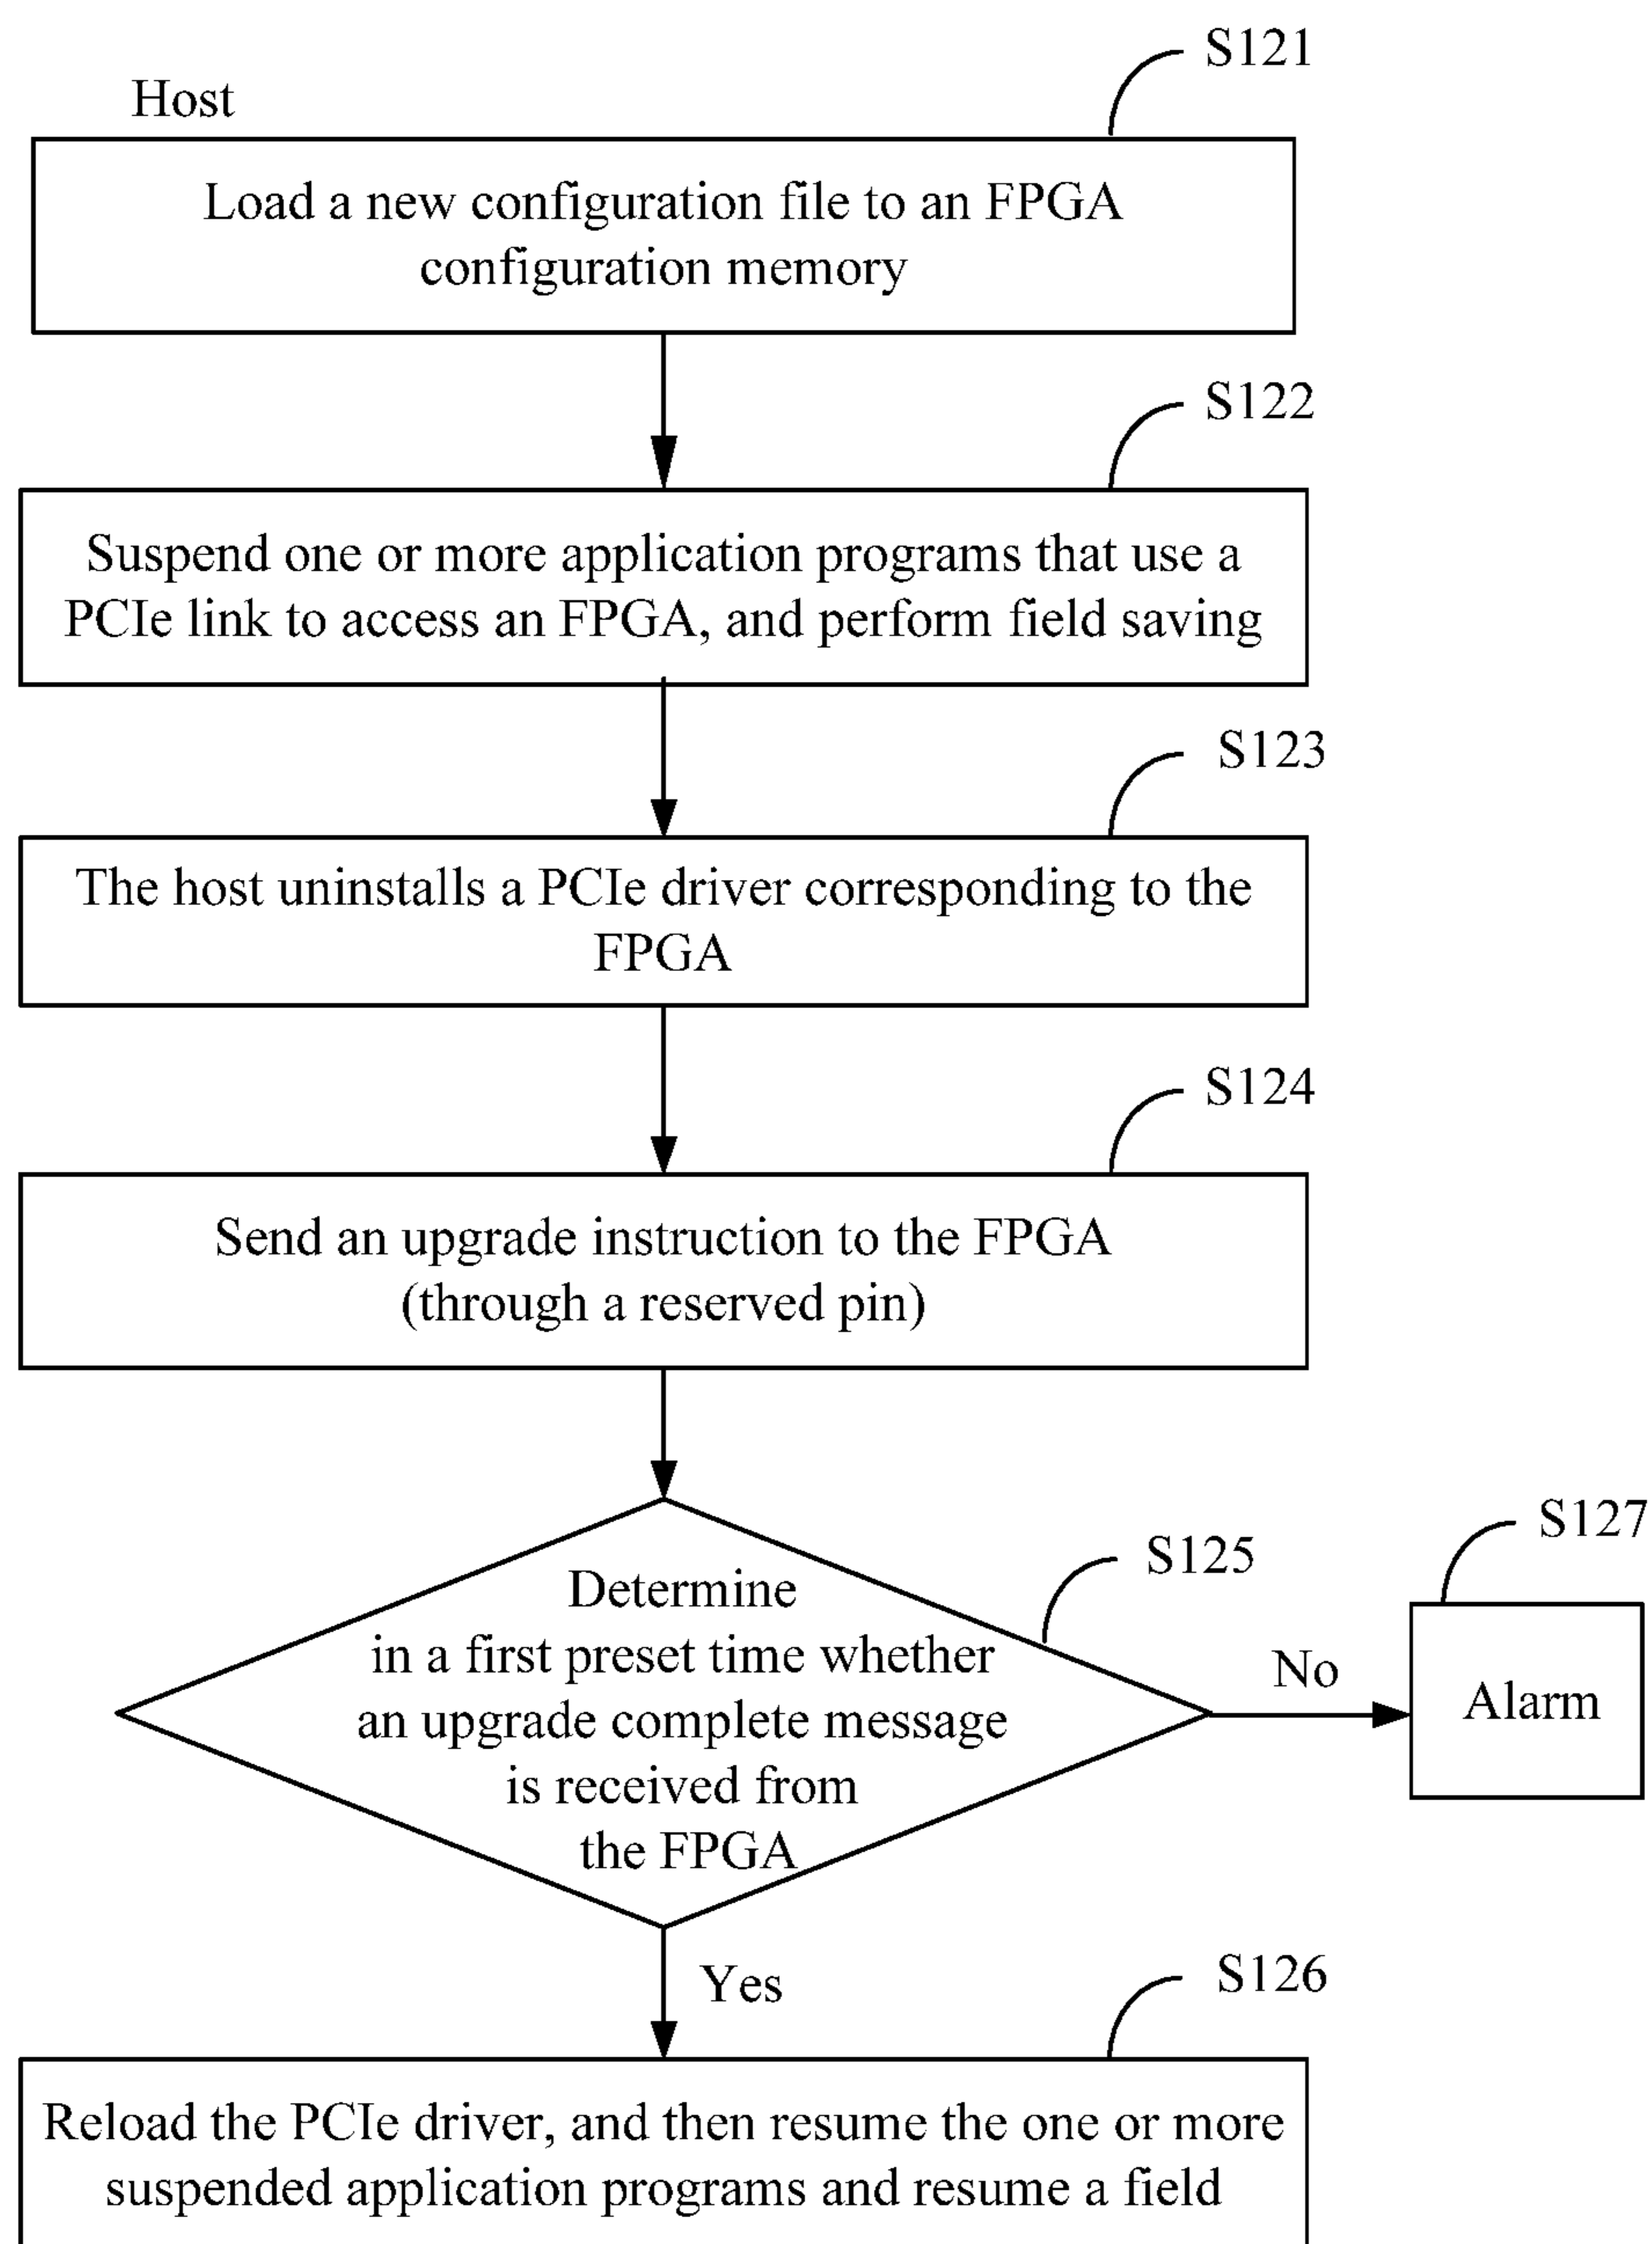 S121
Host
Load a new configuration file to an FPGA
configuration memory
S122
Suspend one or more application programs that use a
PCIe link to access an FPGA, and perform field saving
S123
The host uninstalls a PCIe driver corresponding to the
FPGA
S124
Send an upgrade instruction to the FPGA
(through a reserved pin)
S127
S125
Determine
in a first preset time whether
an upgrade complete message
is received from
the FPGA
No
Alarm
Yes
S126
Reload the PCIe driver, and then resume the one or more
suspended application programs and resume a field